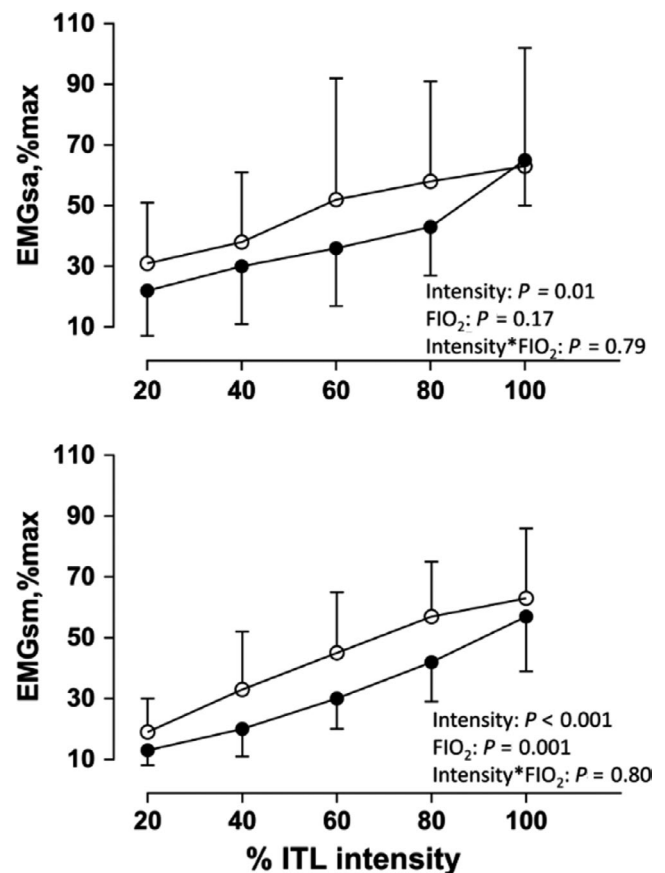 110
90
70
50
30
10
EMGsa,%max
Intensity: P = 0.01
FIO₂: P = 0.17
Intensity*FIO₂: P = 0.79
20 40 60 80 100
110
90
70
50
30
10
EMGsm,%max
Intensity: P < 0.001
FIO₂: P = 0.001
Intensity*FIO₂: P = 0.80
20 40 60 80 100
% ITL intensity